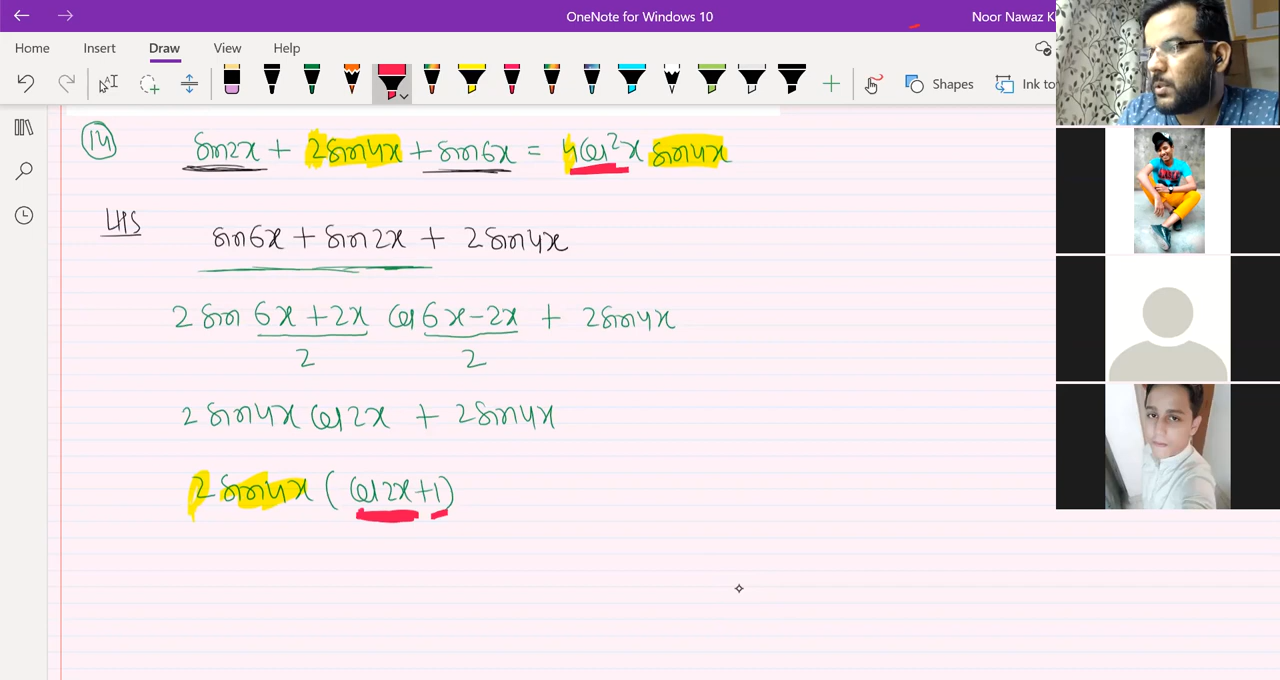 OneNote for Windows 10
Noor Nawaz K
Home Insert Draw View Help
Shapes Ink to
14 sin2x + 2sin4x + sin6x = 4cos²x sin4x
LHS
sin6x + sin2x + 2sin4x
2 sin 6x+2x/2 cos 6x-2x/2 + 2sin4x
2 sin4x cos2x + 2sin4x
2 sin4x (cos2x+1)